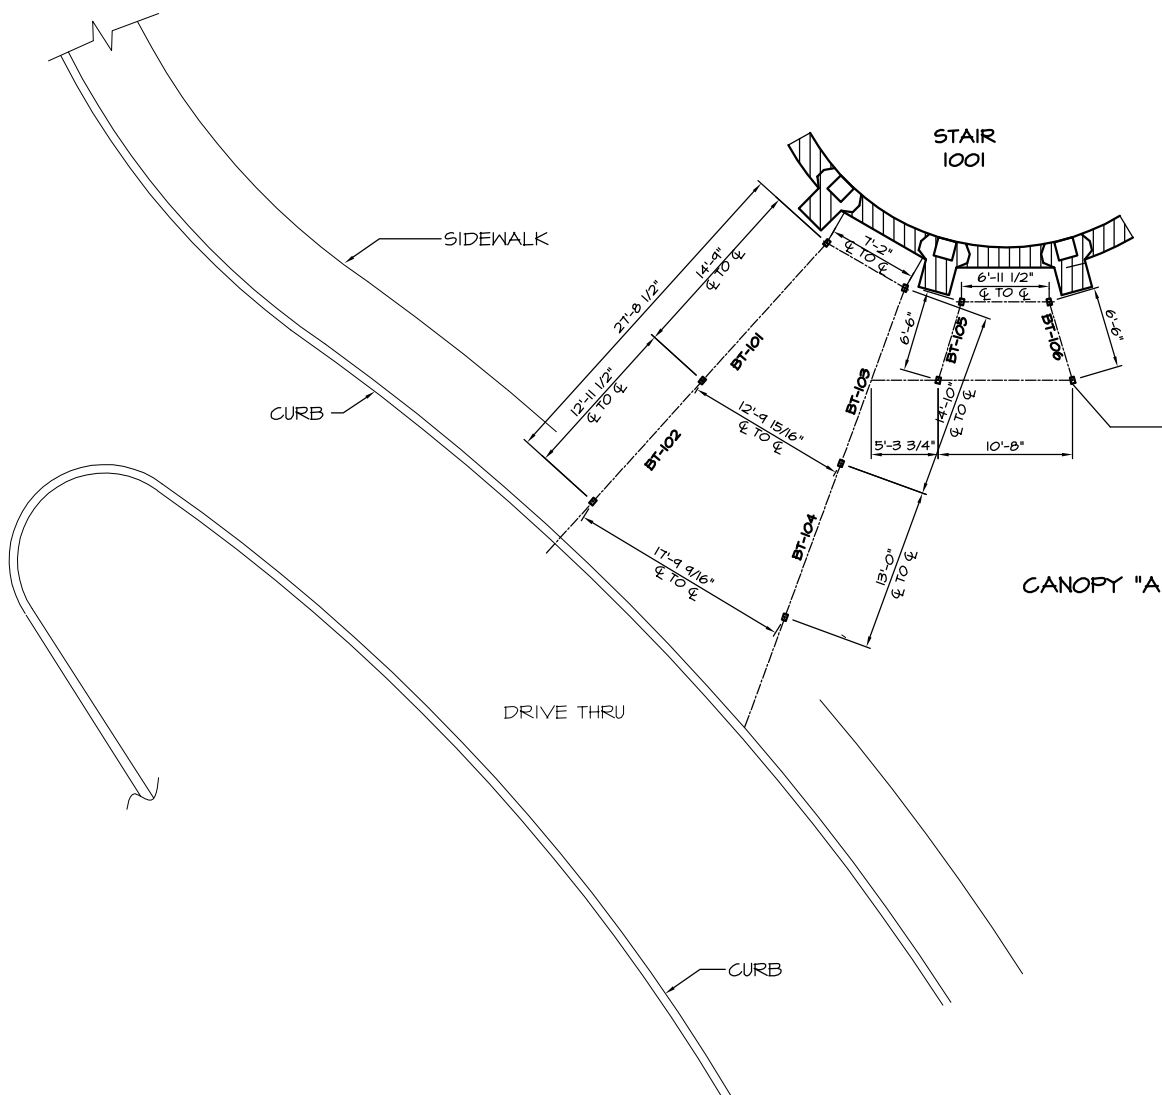 STAIR
1001
SIDEWALK
7'-2"
℄ TO ℄
14'-9"
℄ TO ℄
27'-8 1/2"
6'-11 1/2"
℄ TO ℄
6'-6"
BT-105
BT-106
6'-6"
BT-101
12'-11 1/2"
℄ TO ℄
BT-103
14'-10"
℄ TO ℄
CURB
12'-9 15/16"
℄ TO ℄
5'-3 3/4"
10'-8"
BT-102
BT-104
17'-9 9/16"
℄ TO ℄
13'-0"
℄ TO ℄
CANOPY "A
DRIVE THRU
CURB